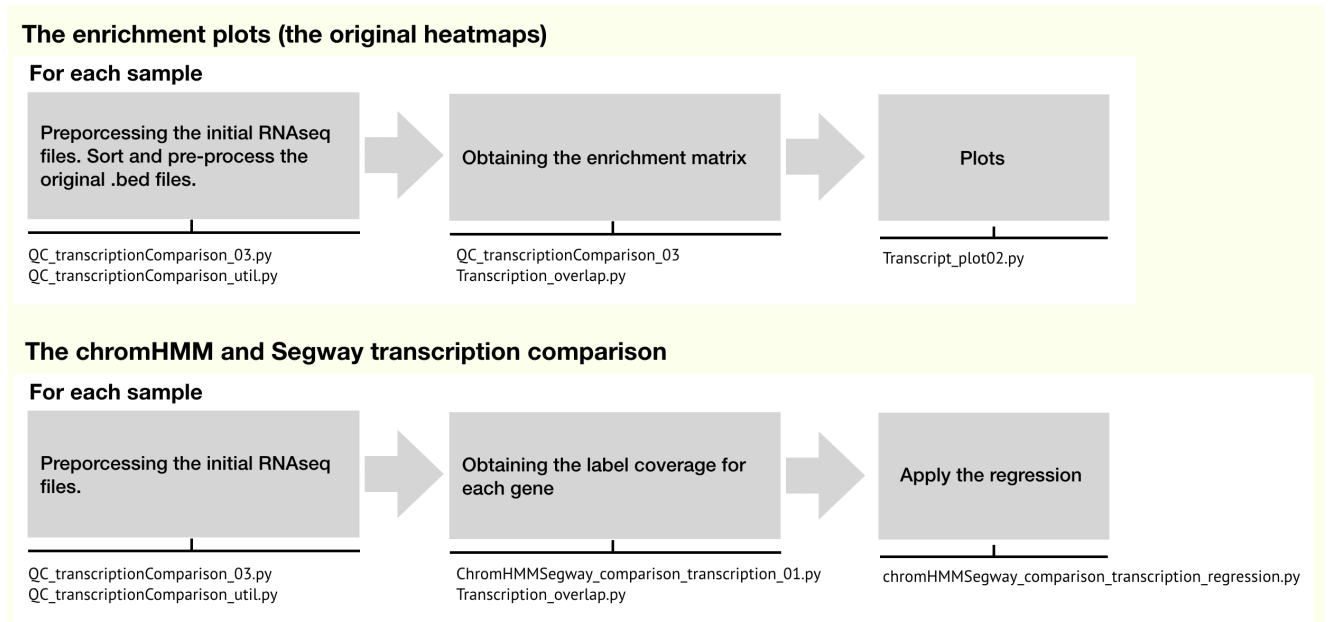 The enrichment plots (the original heatmaps)
For each sample
Preporcessing the initial RNAseq
files. Sort and pre-process the
original .bed files.
Obtaining the enrichment matrix
Plots
QC_transcriptionComparison_03.py
QC_transcriptionComparison_util.py
QC_transcriptionComparison_03
Transcription_overlap.py
Transcript_plot02.py
The chromHMM and Segway transcription comparison
For each sample
Preporcessing the initial RNAseq
files.
Obtaining the label coverage for
each gene
Apply the regression
QC_transcriptionComparison_03.py
QC_transcriptionComparison_util.py
ChromHMMSegway_comparison_transcription_01.py
Transcription_overlap.py
chromHMMSegway_comparison_transcription_regression.py